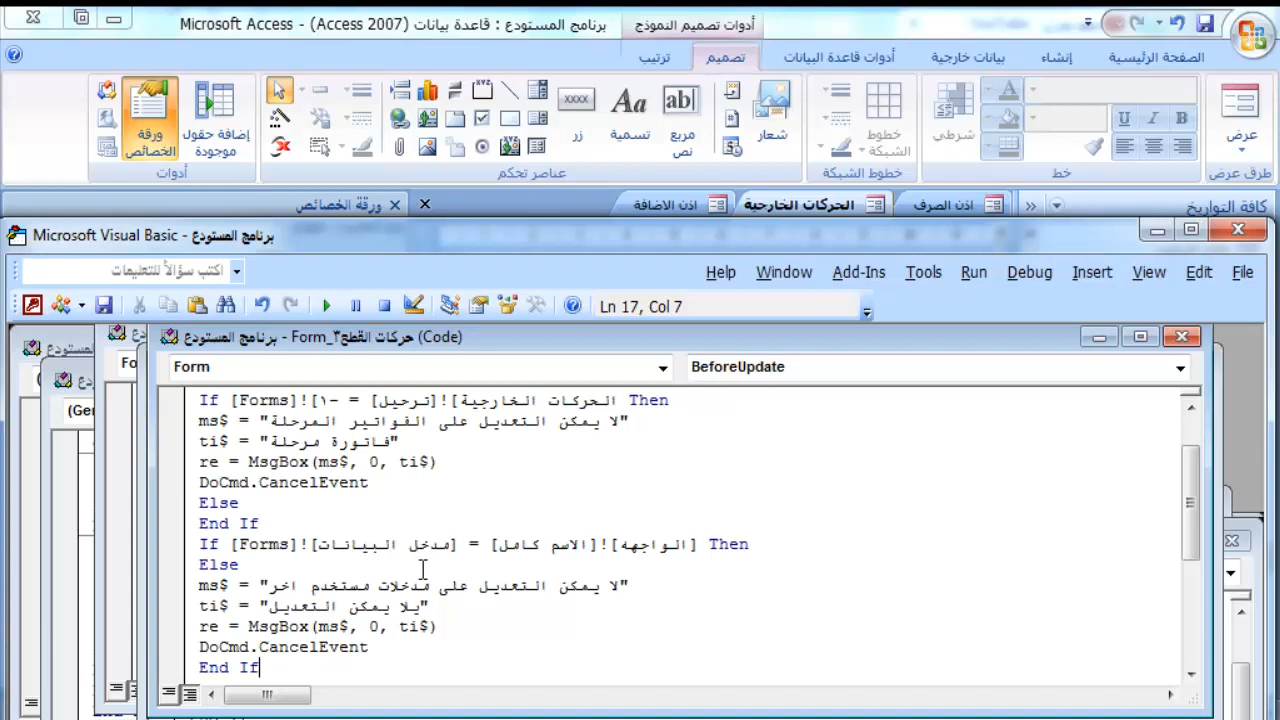 برنامج المستودع : قاعدة بيانات (Access 2007) - Microsoft Access
أدوات تصميم النموذج
الصفحة الرئيسية
إنشاء
بيانات خارجية
أدوات قاعدة البيانات
تصميم
ترتيب
عرض
شرطي
خطوط الشبكة
شعار
مربع نص
تسمية
زر
إضافة حقول موجودة
ورقة الخصائص
طرق عرض
خط
خطوط الشبكة
عناصر تحكم
أدوات
كافة التواريخ
اذن الصرف
الحركات الخارجية
اذن الاضافة
ورقة الخصائص
Microsoft Visual Basic - برنامج المستودع
File Edit View Insert Debug Run Tools Add-Ins Window Help
اكتب سؤالاً للتعليمات
Ln 17, Col 7
برنامج المستودع - Form_حركات القطع٣ (Code)
Form
BeforeUpdate
If [Forms]![الحركات الخارجية]![ترحيل] = -١ Then
ms$ = "لا يمكن التعديل على الفواتير المرحلة"
ti$ = "فاتورة مرحلة"
re = MsgBox(ms$, 0, ti$)
DoCmd.CancelEvent
Else
End If
If [Forms]![الواجهه]![الاسم كامل] = [مدخل البيانات] Then
Else
ms$ = "لا يمكن التعديل على مدخلات مستخدم اخر"
ti$ = "يلا يمكن التعديل"
re = MsgBox(ms$, 0, ti$)
DoCmd.CancelEvent
End If